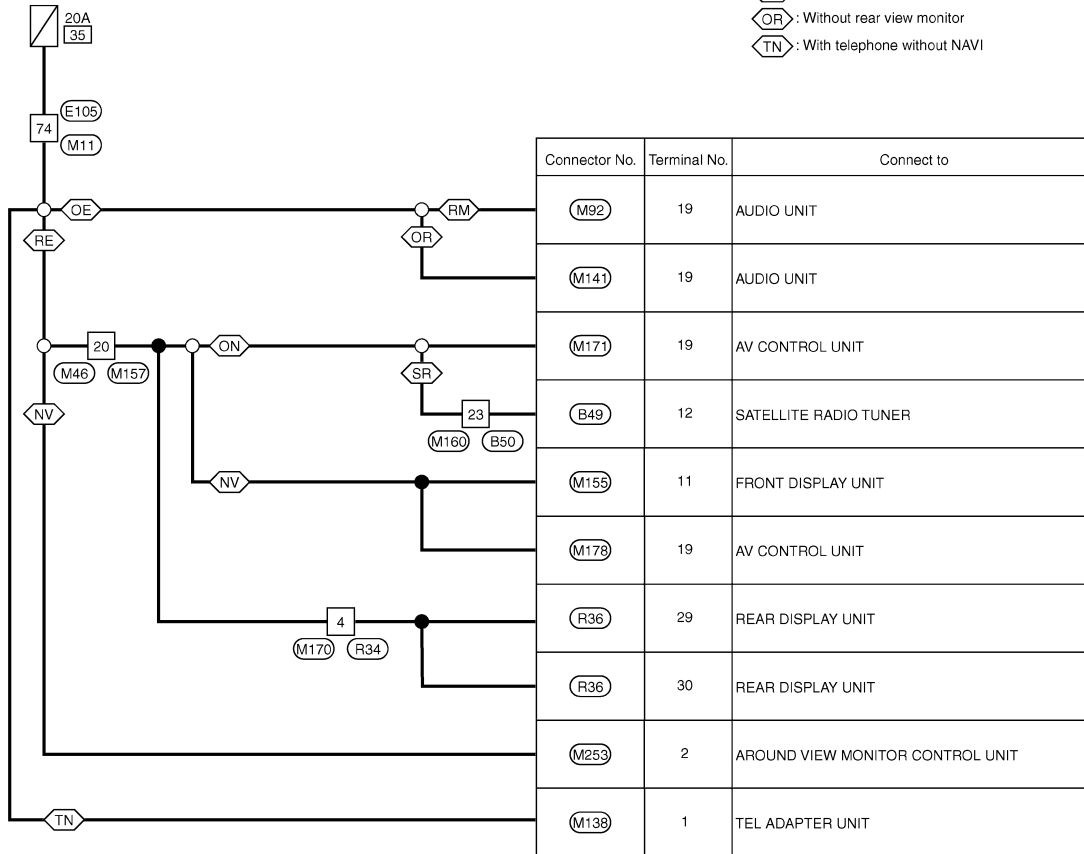 20A
35
OR : Without rear view monitor
TN : With telephone without NAVI
E105
74
M11
Connector No. Terminal No. Connect to
OE RM M92 19 AUDIO UNIT
RE OR
M141 19 AUDIO UNIT
20 ON M171 19 AV CONTROL UNIT
M46 M157 SR
NV 23 B49 12 SATELLITE RADIO TUNER
M160 B50
NV M155 11 FRONT DISPLAY UNIT
M178 19 AV CONTROL UNIT
4 R36 29 REAR DISPLAY UNIT
M170 R34
R36 30 REAR DISPLAY UNIT
M253 2 AROUND VIEW MONITOR CONTROL UNIT
TN M138 1 TEL ADAPTER UNIT